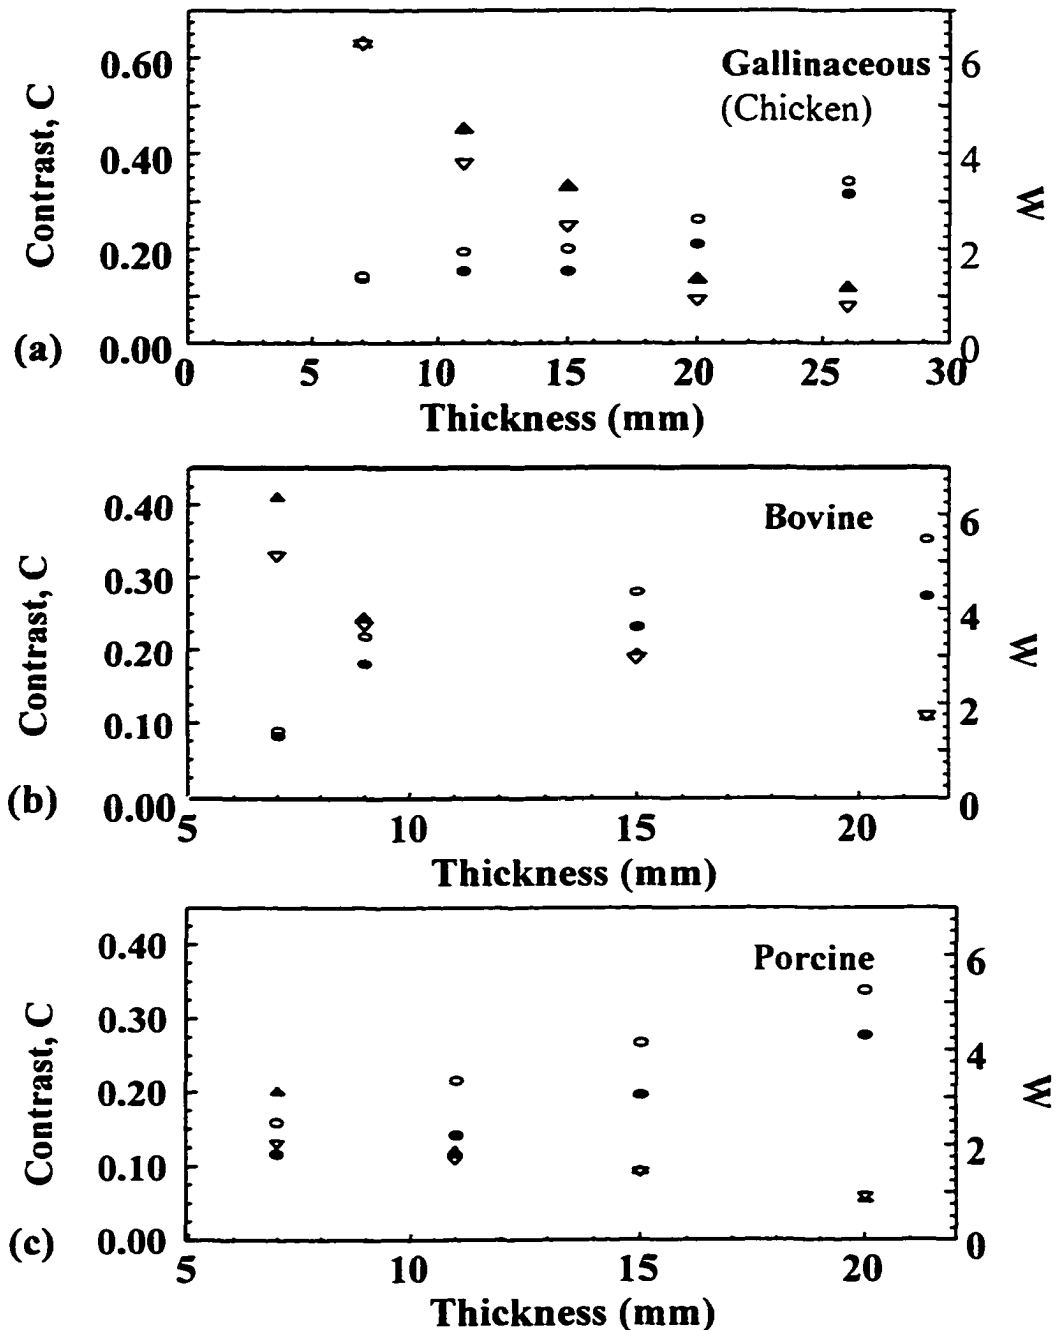 0.60
0.40
0.20
0.00
Contrast, C
(a)
Gallinaceous
(Chicken)
6
4
2
0
W
0 5 10 15 20 25 30
Thickness (mm)
0.40
0.30
0.20
0.10
0.00
Contrast, C
(b)
Bovine
6
4
2
0
W
5 10 15 20
Thickness (mm)
0.40
0.30
0.20
0.10
0.00
Contrast, C
(c)
Porcine
6
4
2
0
W
5 10 15 20
Thickness (mm)